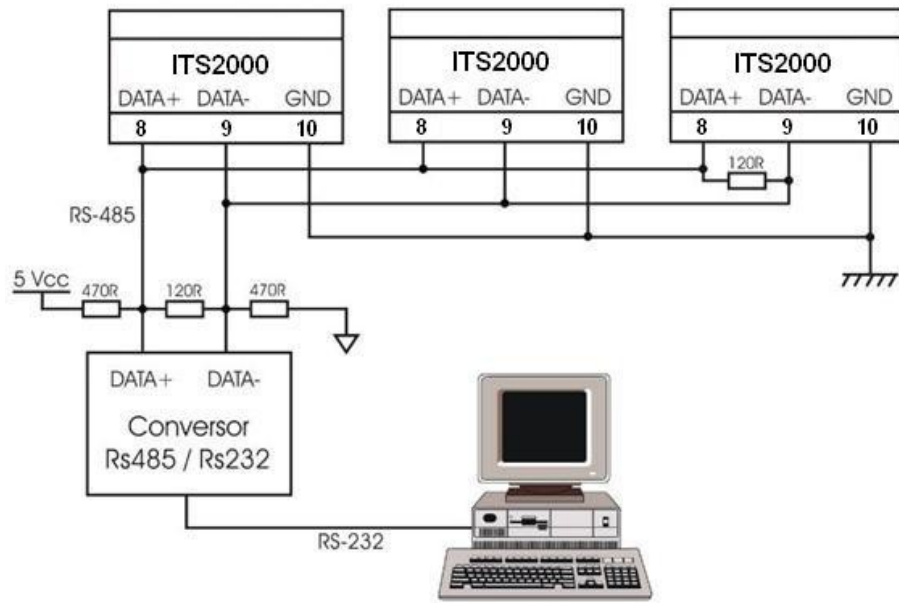 ITS2000 ITS2000 ITS2000
DATA+ DATA- GND DATA+ DATA- GND DATA+ DATA- GND
8 9 10 8 9 10 8 9 10
120R
RS-485
5 Vcc 470R 120R 470R
DATA+ DATA-
Conversor
Rs485 / Rs232
RS-232